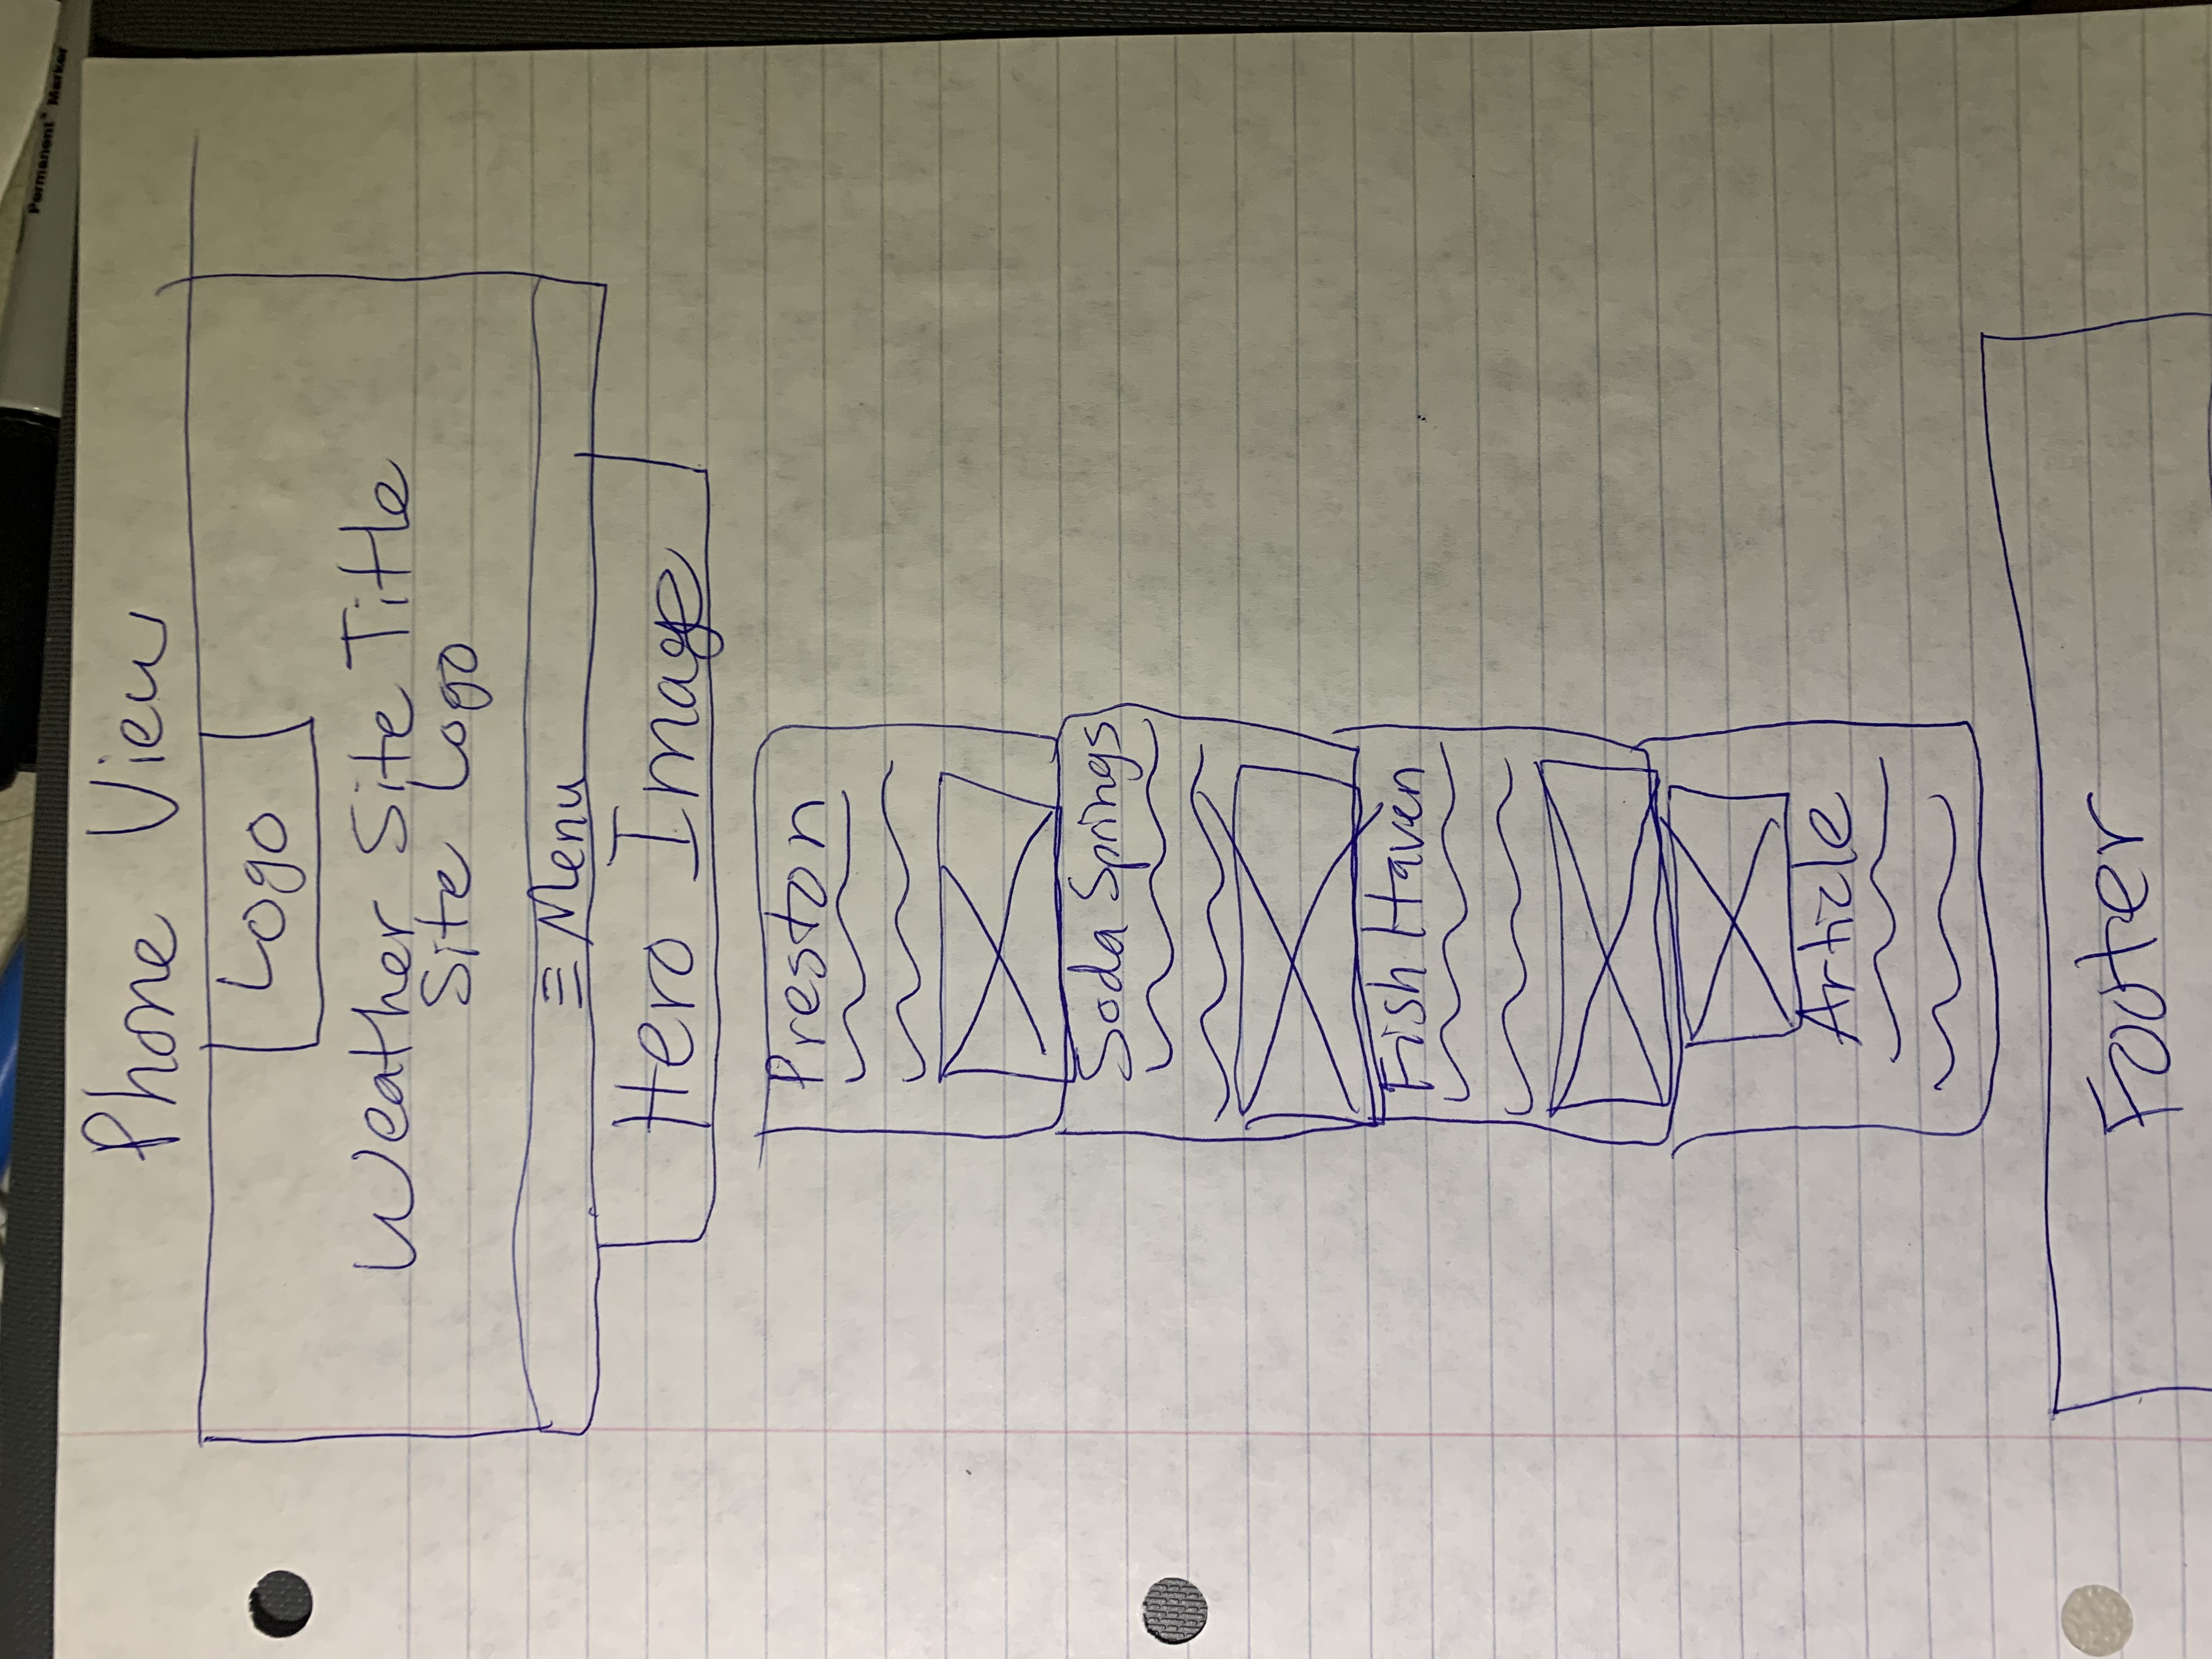 Permanent Marker
Phone View
Logo
Weather Site Title
Site Logo
Menu
Hero Image
Preston
Soda Springs
Fish Haven
Article
Footer